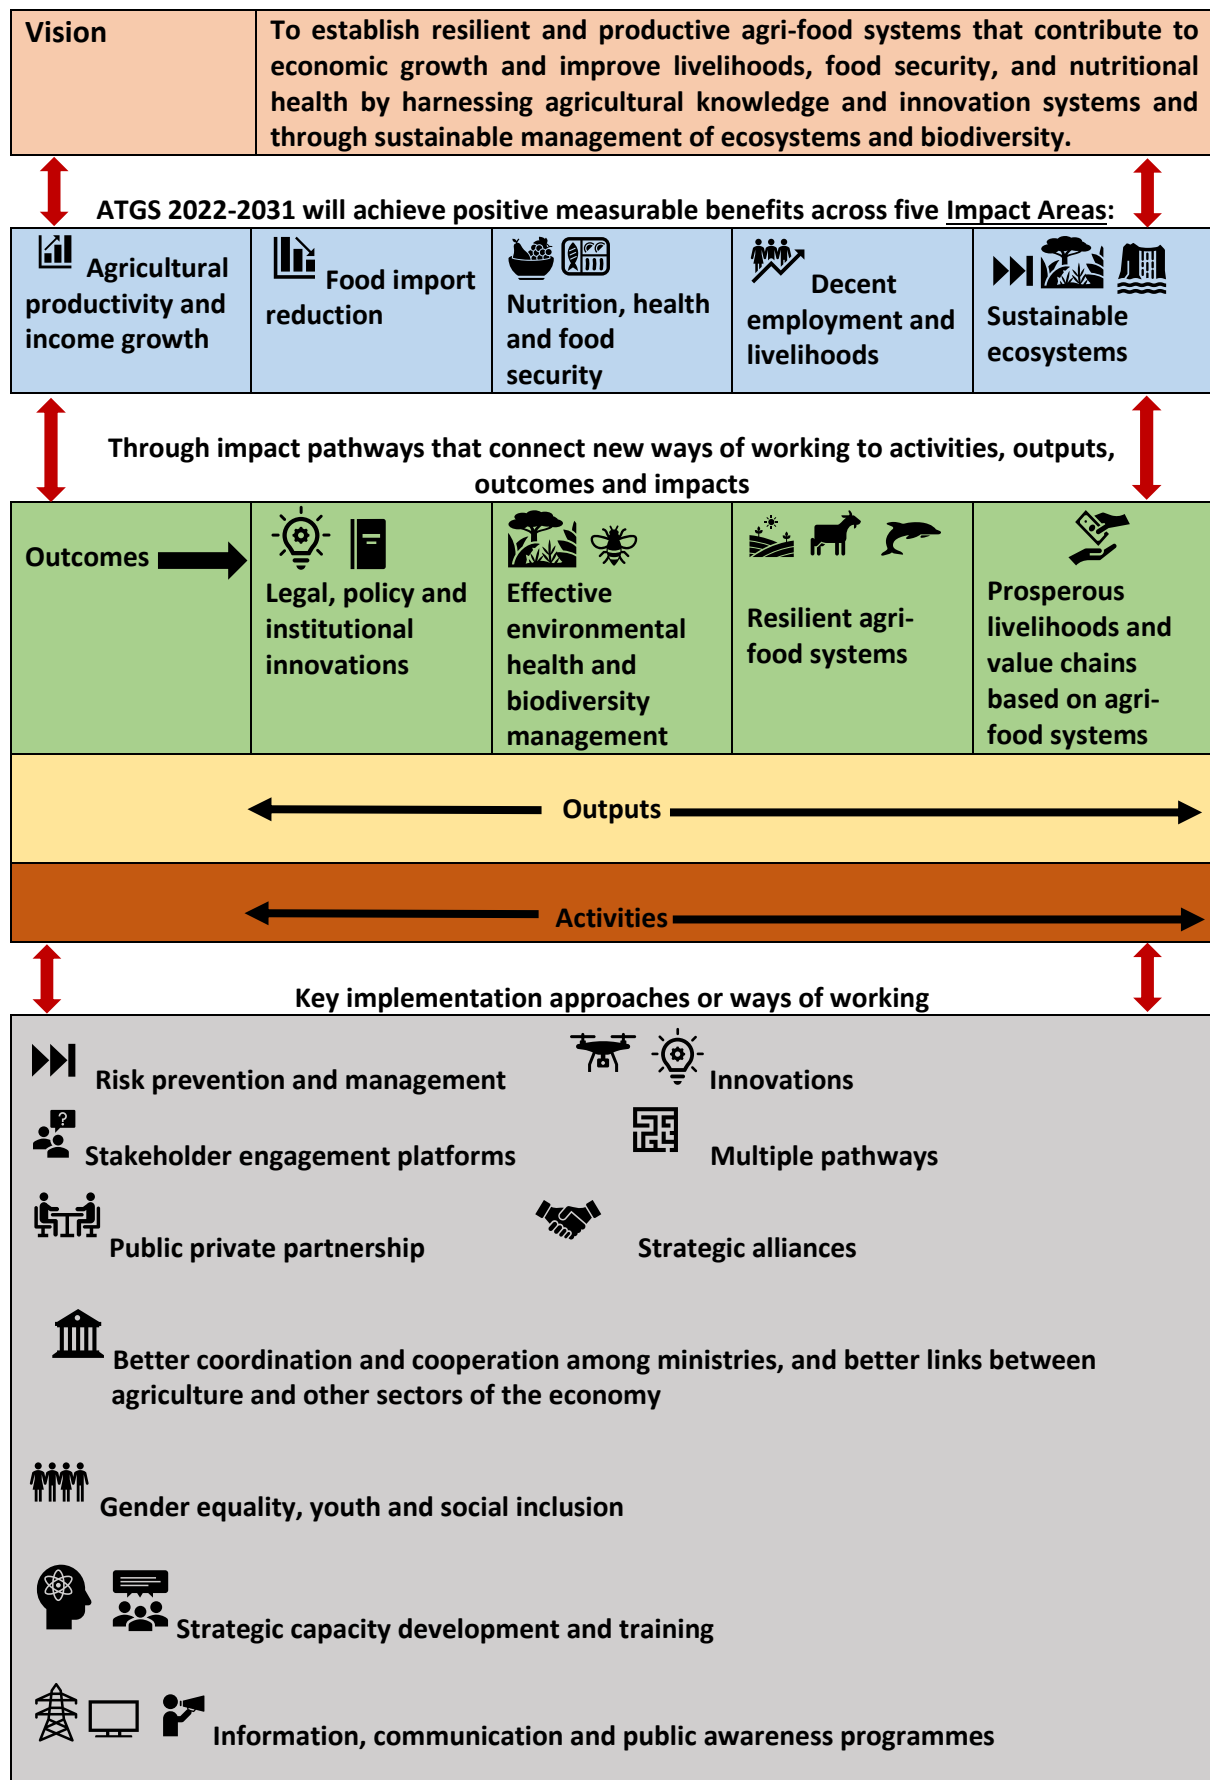 Vision
To establish resilient and productive agri-food systems that contribute to
economic growth and improve livelihoods, food security, and nutritional
health by harnessing agricultural knowledge and innovation systems and
through sustainable management of ecosystems and biodiversity.
ATGS 2022-2031 will achieve positive measurable benefits across five Impact Areas:
Agricultural
productivity and
income growth
Food import
reduction
Nutrition, health
and food
security
Decent
employment and
livelihoods
Sustainable
ecosystems
Through impact pathways that connect new ways of working to activities, outputs,
outcomes and impacts
Outcomes
Legal, policy and
institutional
innovations
Effective
environmental
health and
biodiversity
management
Resilient agri-
food systems
Prosperous
livelihoods and
value chains
based on agri-
food systems
Outputs
Activities
Key implementation approaches or ways of working
Risk prevention and management
Innovations
?
Stakeholder engagement platforms
Multiple pathways
Public private partnership
Strategic alliances
Better coordination and cooperation among ministries, and better links between
agriculture and other sectors of the economy
Gender equality, youth and social inclusion
Strategic capacity development and training
Information, communication and public awareness programmes